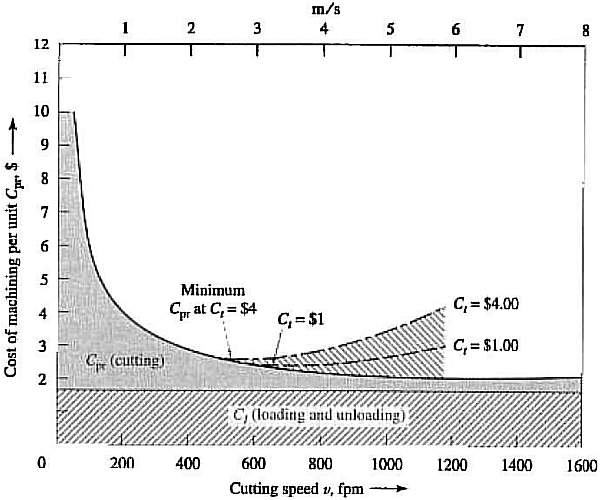 m/s
1 2 3 4 5 6 7 8
12
11
10
9
8
7
6
5
4
3
2
Cost of machining per unit Cpr, $
Minimum
Cpr at Ct = $4
Ct = $1
Ct = $4.00
Ct = $1.00
Cpr (cutting)
Cl (loading and unloading)
0 200 400 600 800 1000 1200 1400 1600
Cutting speed v, fpm